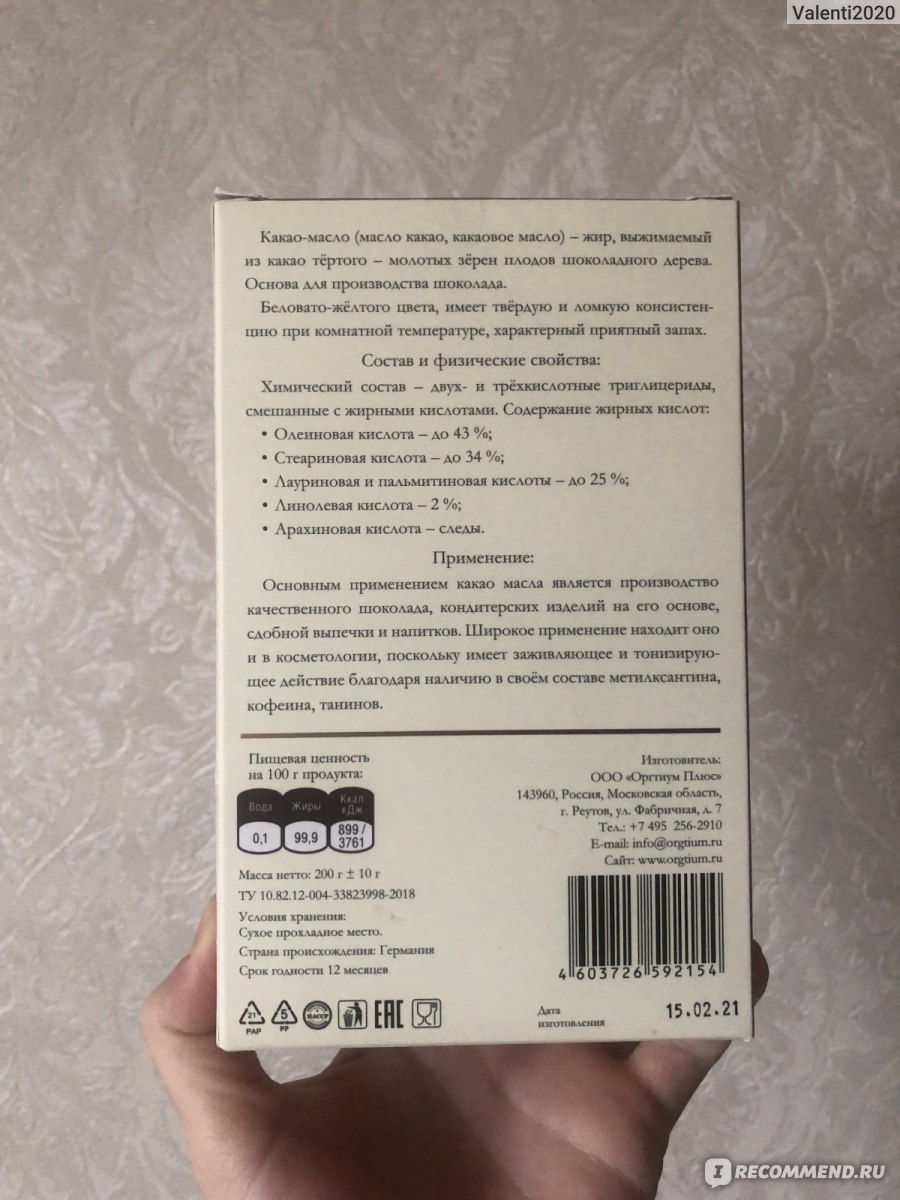 Valenti2020
Какао-масло (масло какао, какаовое масло) – жир, выжимаемый
из какао тёртого – молотых зёрен плодов шоколадного дерева.
Основа для производства шоколада.
Беловато-жёлтого цвета, имеет твёрдую и ломкую консистен-
цию при комнатной температуре, характерный приятный запах.
Состав и физические свойства:
Химический состав – двух- и трёхкислотные триглицериды,
смешанные с жирными кислотами. Содержание жирных кислот:
• Олеиновая кислота – до 43 %;
• Стеариновая кислота – до 34 %;
• Лауриновая и пальмитиновая кислоты – до 25 %;
• Линолевая кислота – 2 %;
• Арахиновая кислота – следы.
Применение:
Основным применением какао масла является производство
качественного шоколада, кондитерских изделий на его основе,
сдобной выпечки и напитков. Широкое применение находит оно
и в косметологии, поскольку имеет заживляющее и тонизирую-
щее действие благодаря наличию в своём составе метилксантина,
кофеина, танинов.
Пищевая ценность
на 100 г продукта:
Вода Жиры Ккал
кДж
0,1 99,9 899/
3761
Масса нетто: 200 г ± 10 г
ТУ 10.82.12-004-33823998-2018
Условия хранения:
Сухое прохладное место.
Страна происхождения: Германия
Срок годности 12 месяцев
21
PAP
5
PP
HACCP
EAC
Изготовитель:
ООО «Оргтиум Плюс»
143960, Россия, Московская область,
г. Реутов, ул. Фабричная, д. 7
Тел.: +7 495 256-2910
E-mail: info@orgtium.ru
Сайт: www.orgtium.ru
4 603726 592154
Дата
изготовления
15.02.21
IRECOMMEND.RU